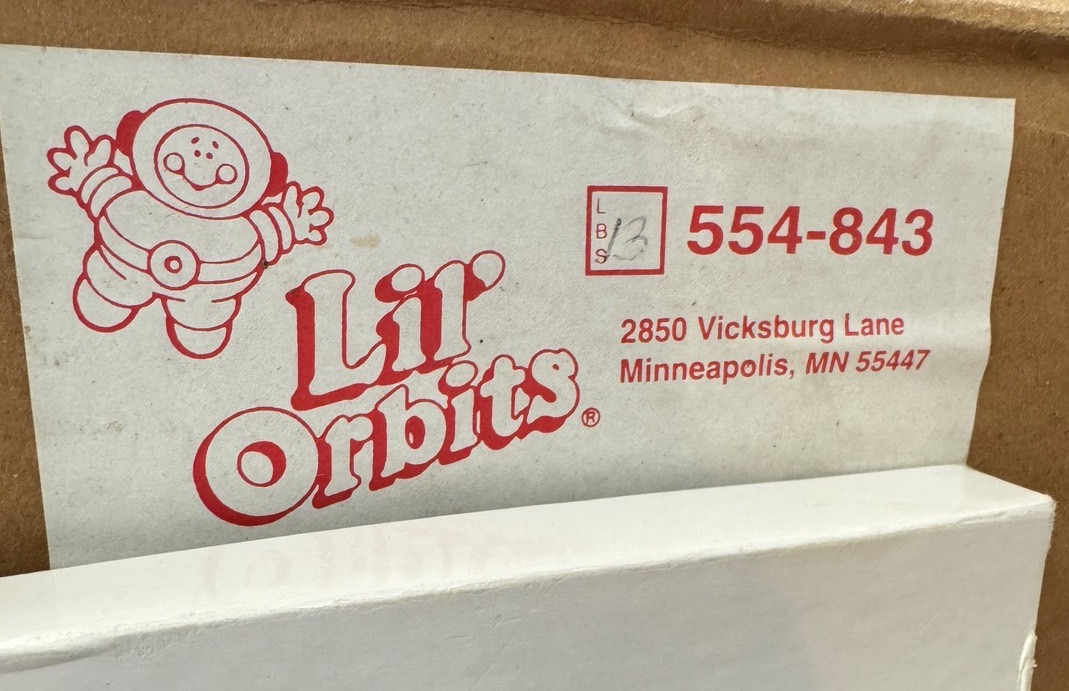 Lil'
Orbits®
LBS 13
554-843
2850 Vicksburg Lane
Minneapolis, MN 55447